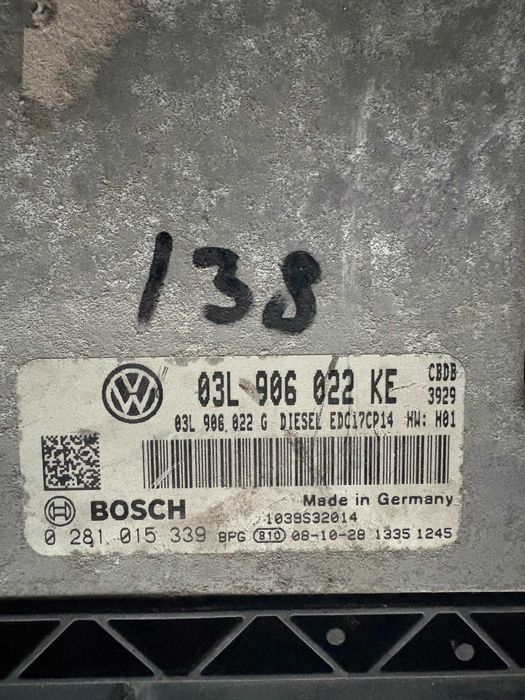 138
03L 906 022 KE CBDB
3929
03L 906 022 G DIESEL EDC17CP14 HW: H01
BOSCH Made in Germany
1039S32014
0 281 015 339 BPG 810 08-10-28 1335 1245